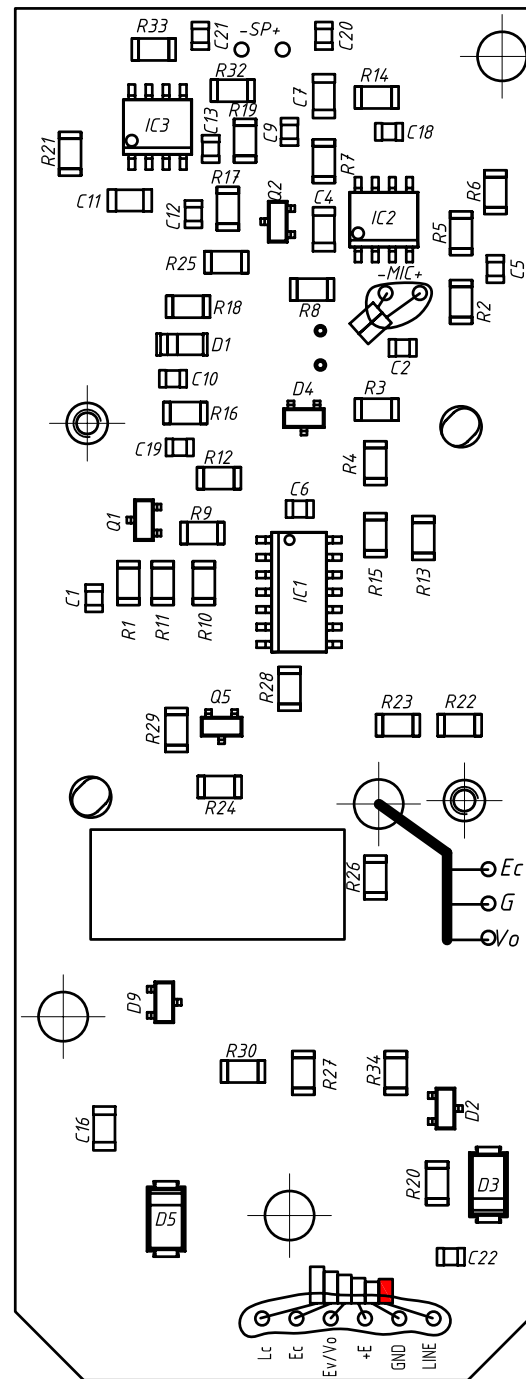 R33
C21
-SP+
C20
R32
C7
R14
IC3
C13
R19
C9
C18
R21
R7
R17
Q2
C4
R6
C11
C12
IC2
R5
R25
C5
-MIC+
R18
R8
R2
D1
C2
C10
D4
R3
R16
C19
R12
R4
C6
Q1
R9
IC1
C1
R1
R11
R10
R15
R13
R28
Q5
R29
R23
R22
R24
R26
Ec
G
Vo
D9
R30
R27
R34
D2
C16
R20
D3
D5
C22
Lc
Ec
Ev/Vo
+E
GND
LINE